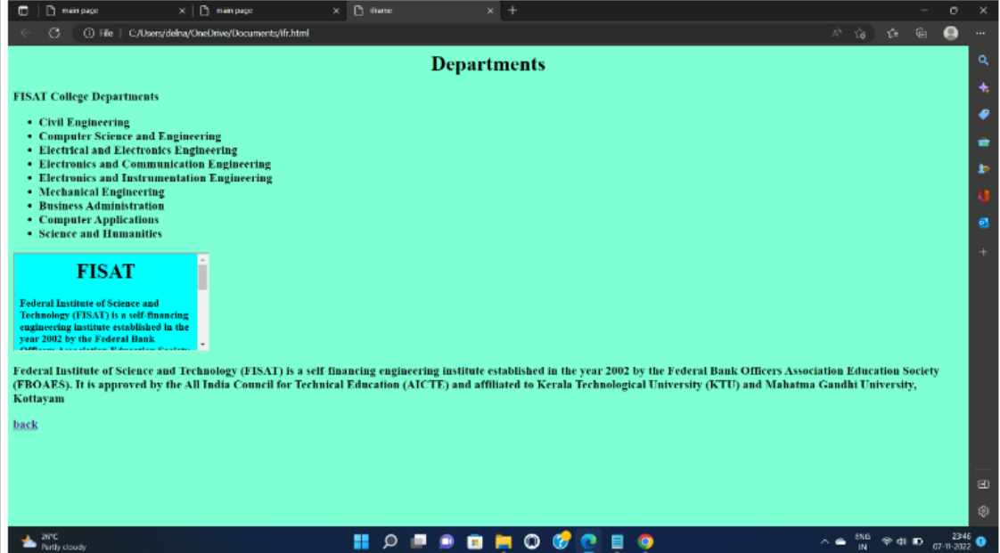 main page
main page
iframe
File
C:/Users/delna/OneDrive/Documents/ifr.html
Departments
FISAT College Departments
Civil Engineering
Computer Science and Engineering
Electrical and Electronics Engineering
Electronics and Communication Engineering
Electronics and Instrumentation Engineering
Mechanical Engineering
Business Administration
Computer Applications
Science and Humanities
FISAT
Federal Institute of Science and
Technology (FISAT) is a self-financing
engineering institute established in the
year 2002 by the Federal Bank
Officers Association Education Society
Federal Institute of Science and Technology (FISAT) is a self financing engineering institute established in the year 2002 by the Federal Bank Officers Association Education Society
(FBOAES). It is approved by the All India Council for Technical Education (AICTE) and affiliated to Kerala Technological University (KTU) and Mahatma Gandhi University,
Kottayam
back
26°C
Partly cloudy
ENG
IN
23:46
07-11-2022